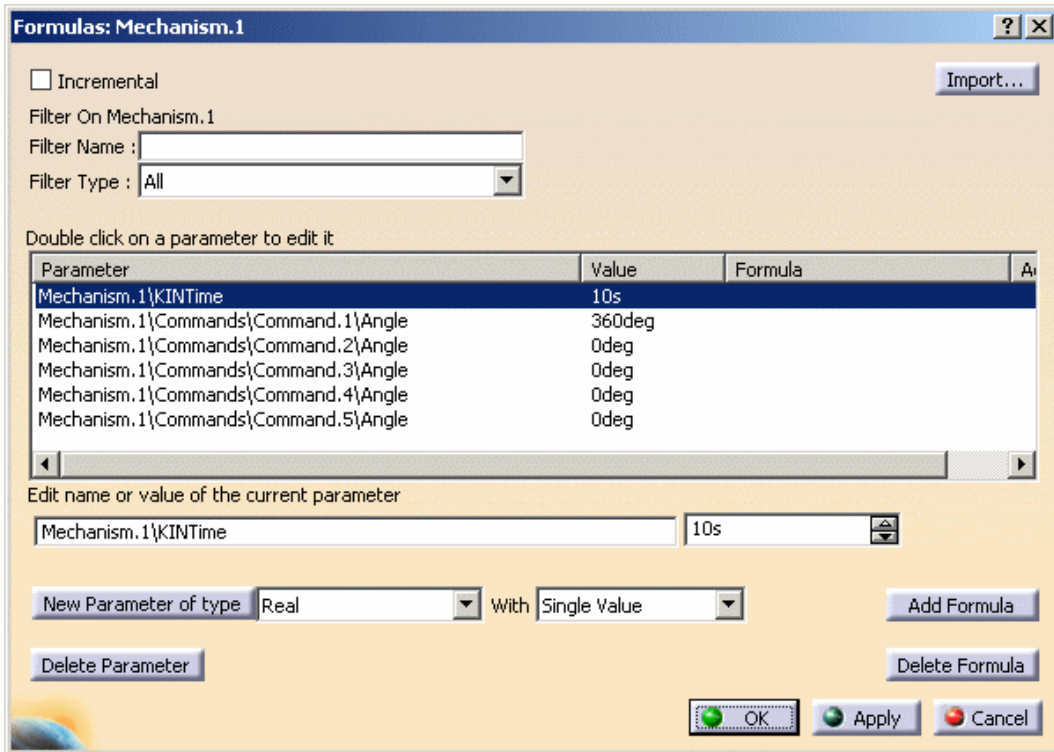 Formulas: Mechanism.1
Incremental
Import...
Filter On Mechanism.1
Filter Name :
Filter Type : All
Double click on a parameter to edit it
Parameter Value Formula A
Mechanism.1\KINTime 10s
Mechanism.1\Commands\Command.1\Angle 360deg
Mechanism.1\Commands\Command.2\Angle 0deg
Mechanism.1\Commands\Command.3\Angle 0deg
Mechanism.1\Commands\Command.4\Angle 0deg
Mechanism.1\Commands\Command.5\Angle 0deg
Edit name or value of the current parameter
Mechanism.1\KINTime 10s
New Parameter of type Real With Single Value Add Formula
Delete Parameter Delete Formula
OK Apply Cancel